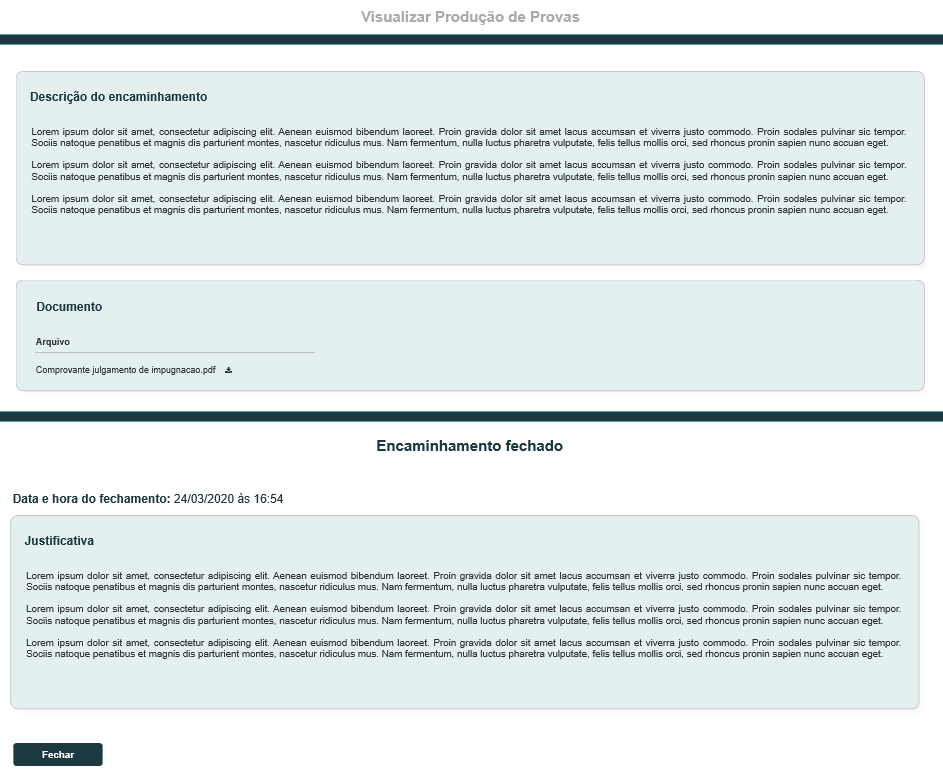 Visualizar Produção de Provas
Descrição do encaminhamento
Lorem ipsum dolor sit amet, consectetur adipiscing elit. Aenean euismod bibendum laoreet. Proin gravida dolor sit amet lacus accumsan et viverra justo commodo. Proin sodales pulvinar sic tempor.
Sociis natoque penatibus et magnis dis parturient montes, nascetur ridiculus mus. Nam fermentum, nulla luctus pharetra vulputate, felis tellus mollis orci, sed rhoncus pronin sapien nunc accuan eget.
Lorem ipsum dolor sit amet, consectetur adipiscing elit. Aenean euismod bibendum laoreet. Proin gravida dolor sit amet lacus accumsan et viverra justo commodo. Proin sodales pulvinar sic tempor.
Sociis natoque penatibus et magnis dis parturient montes, nascetur ridiculus mus. Nam fermentum, nulla luctus pharetra vulputate, felis tellus mollis orci, sed rhoncus pronin sapien nunc accuan eget.
Lorem ipsum dolor sit amet, consectetur adipiscing elit. Aenean euismod bibendum laoreet. Proin gravida dolor sit amet lacus accumsan et viverra justo commodo. Proin sodales pulvinar sic tempor.
Sociis natoque penatibus et magnis dis parturient montes, nascetur ridiculus mus. Nam fermentum, nulla luctus pharetra vulputate, felis tellus mollis orci, sed rhoncus pronin sapien nunc accuan eget.
Documento
Arquivo
Comprovante julgamento de impugnacao.pdf
Encaminhamento fechado
Data e hora do fechamento: 24/03/2020 às 16:54
Justificativa
Lorem ipsum dolor sit amet, consectetur adipiscing elit. Aenean euismod bibendum laoreet. Proin gravida dolor sit amet lacus accumsan et viverra justo commodo. Proin sodales pulvinar sic tempor.
Sociis natoque penatibus et magnis dis parturient montes, nascetur ridiculus mus. Nam fermentum, nulla luctus pharetra vulputate, felis tellus mollis orci, sed rhoncus pronin sapien nunc accuan eget.
Lorem ipsum dolor sit amet, consectetur adipiscing elit. Aenean euismod bibendum laoreet. Proin gravida dolor sit amet lacus accumsan et viverra justo commodo. Proin sodales pulvinar sic tempor.
Sociis natoque penatibus et magnis dis parturient montes, nascetur ridiculus mus. Nam fermentum, nulla luctus pharetra vulputate, felis tellus mollis orci, sed rhoncus pronin sapien nunc accuan eget.
Lorem ipsum dolor sit amet, consectetur adipiscing elit. Aenean euismod bibendum laoreet. Proin gravida dolor sit amet lacus accumsan et viverra justo commodo. Proin sodales pulvinar sic tempor.
Sociis natoque penatibus et magnis dis parturient montes, nascetur ridiculus mus. Nam fermentum, nulla luctus pharetra vulputate, felis tellus mollis orci, sed rhoncus pronin sapien nunc accuan eget.
Fechar